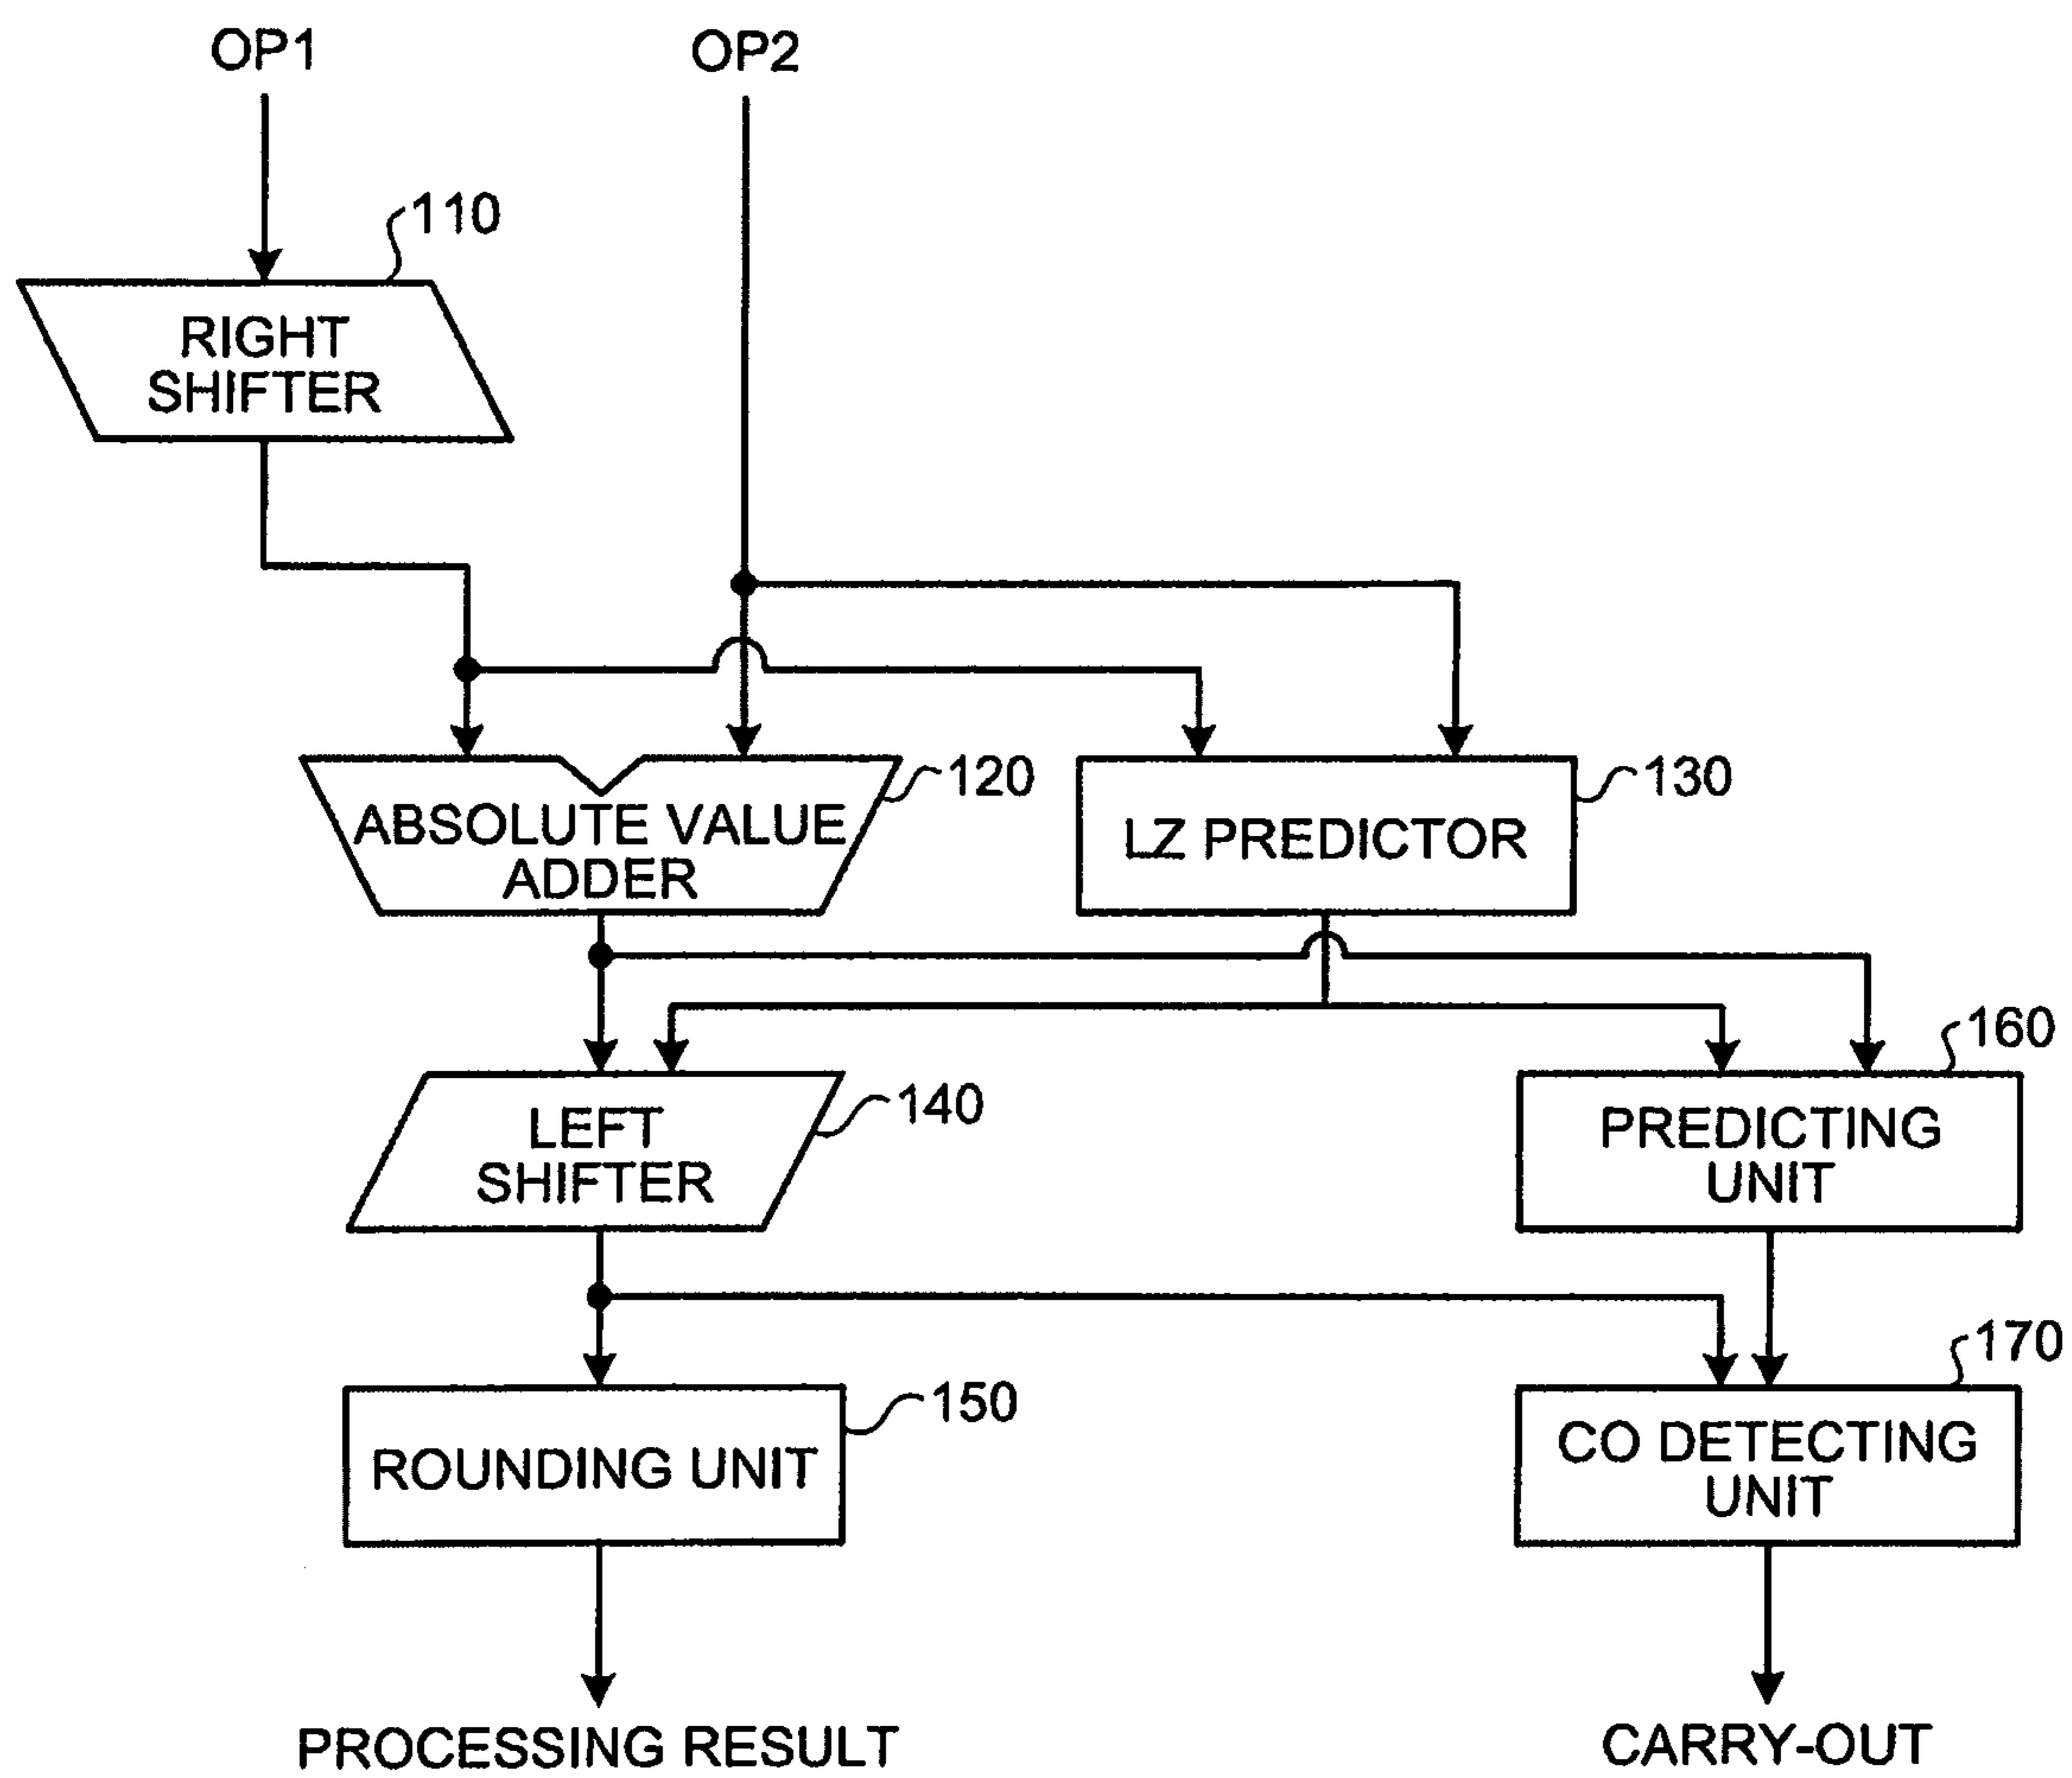 OP1
OP2
110
RIGHT
SHIFTER
120
ABSOLUTE VALUE
ADDER
130
LZ PREDICTOR
140
LEFT
SHIFTER
160
PREDICTING
UNIT
150
ROUNDING UNIT
170
CO DETECTING
UNIT
PROCESSING RESULT
CARRY-OUT